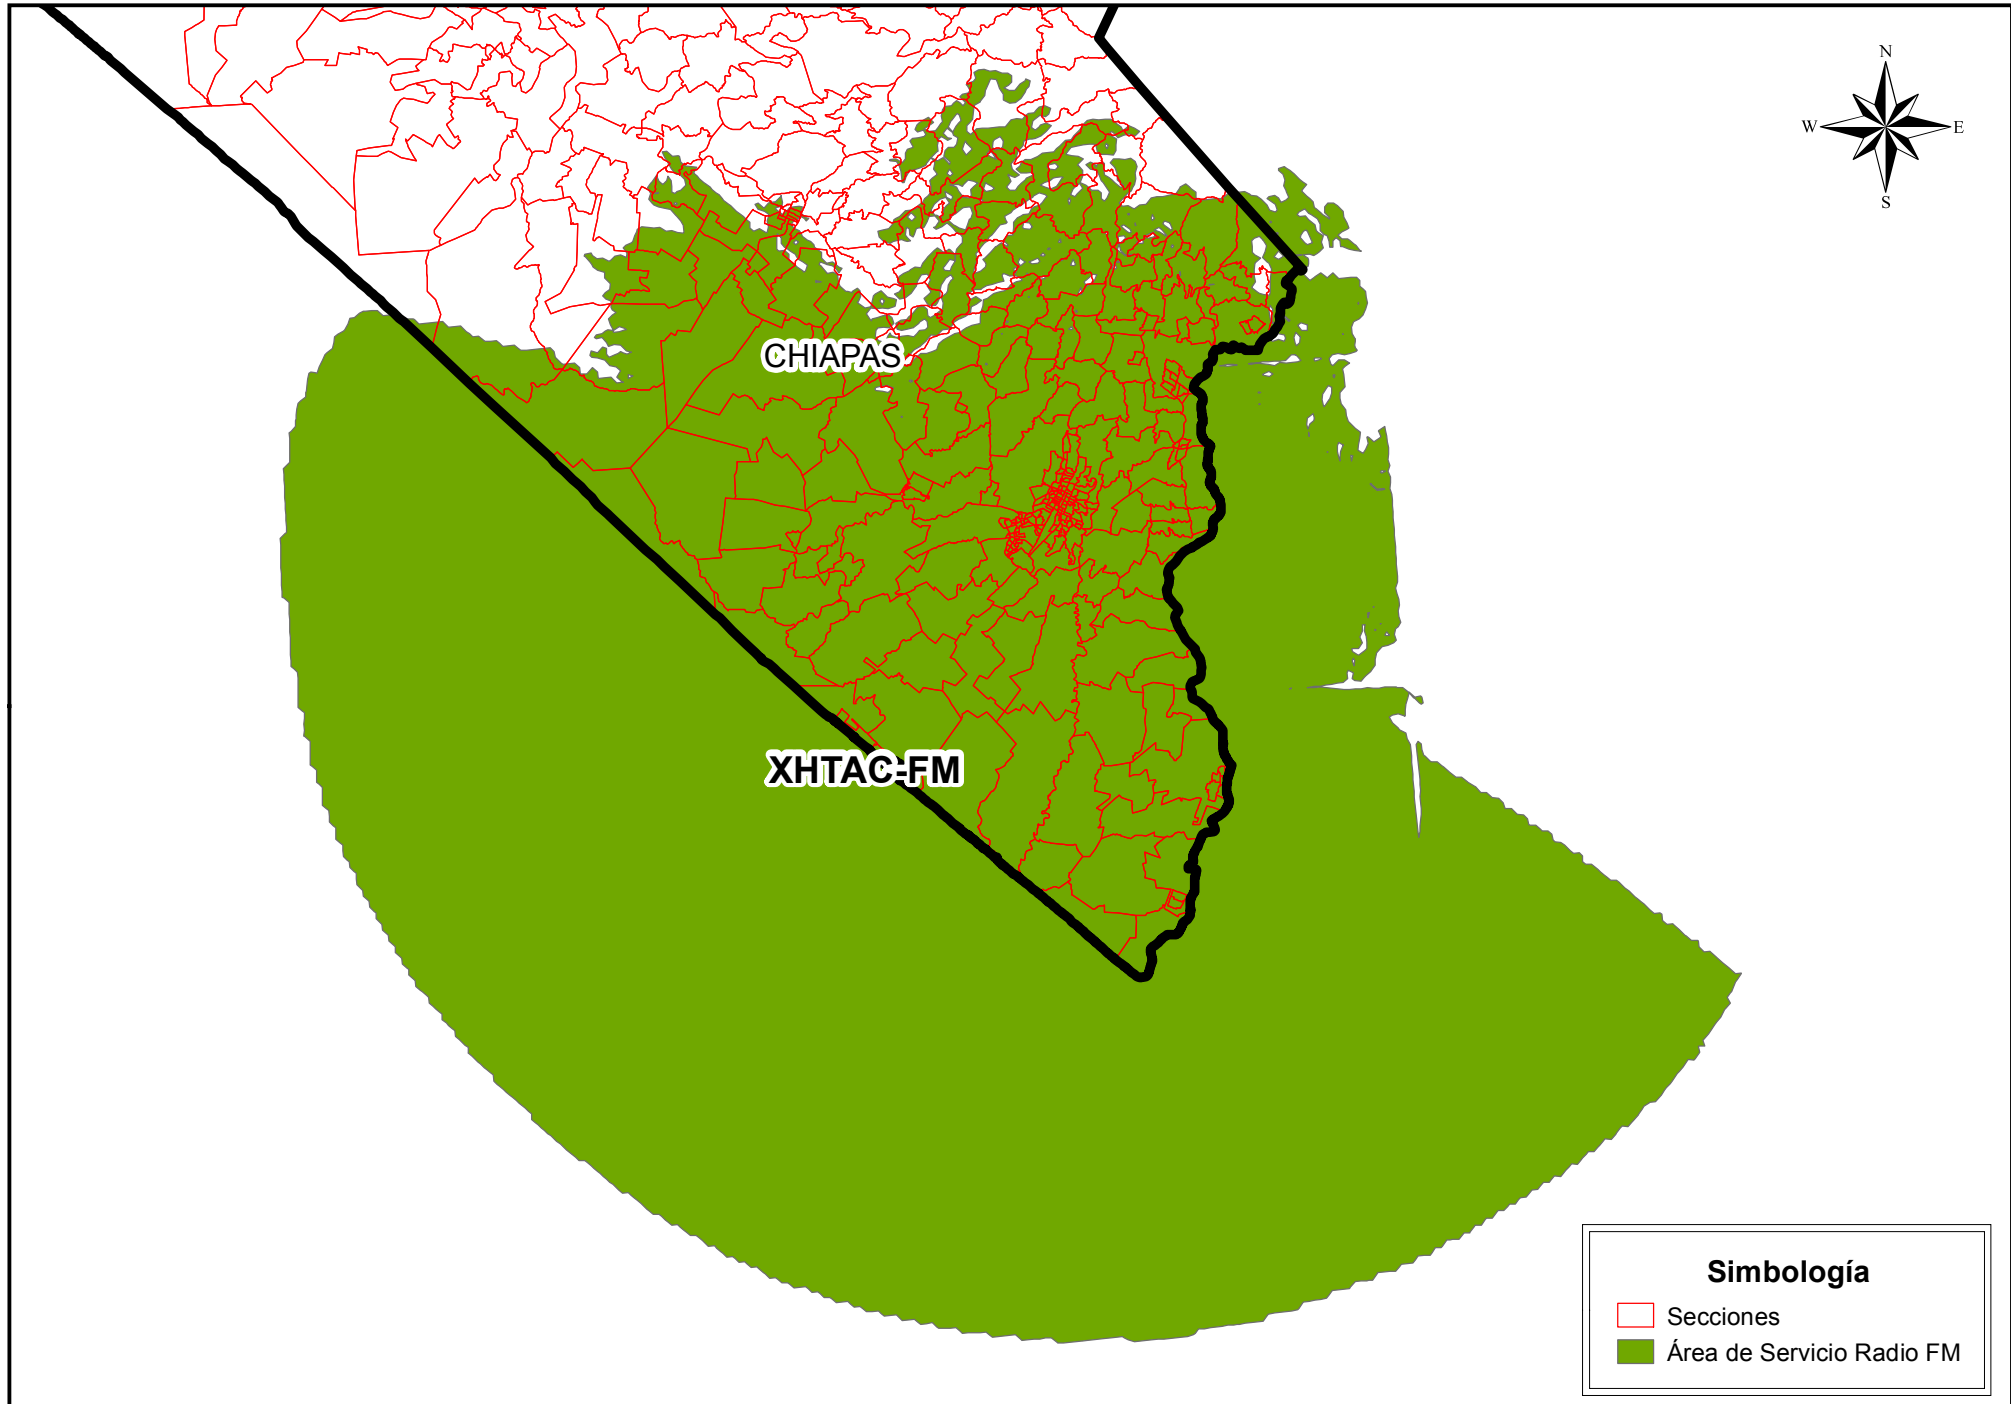 N
W E
S
CHIAPAS
XHTAC-FM
Simbología
Secciones
Área de Servicio Radio FM